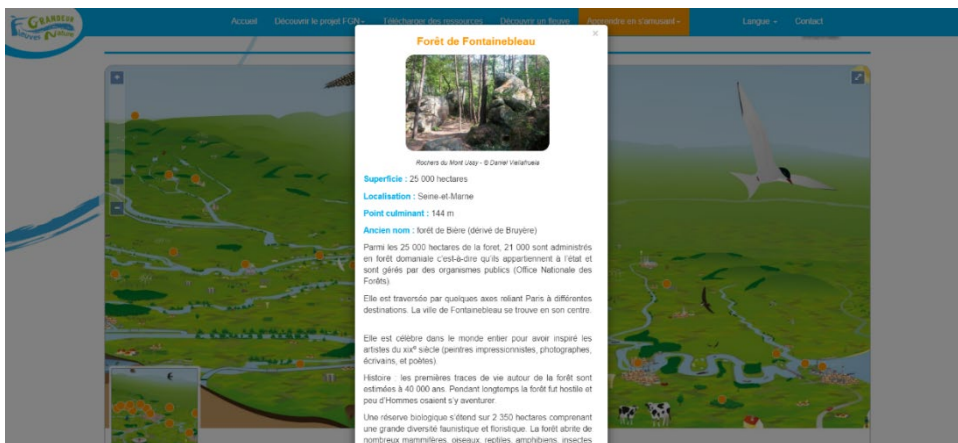 GRANDEUR
NATURE
Accueil Découvrir le projet FGN Télécharger des ressources Découvrir un fleuve Apprendre en s'amusant Langue Contact
×
Forêt de Fontainebleau
Rochers du Mont Ussy - © Daniel Viallafruela
Superficie : 25 000 hectares
Localisation : Seine-et-Marne
Point culminant : 144 m
Ancien nom : forêt de Bière (dérivé de Bruyère)
Parmi les 25 000 hectares de la foret, 21 000 sont administrés
en forêt domaniale c'est-à-dire qu'ils appartiennent à l'état et
sont gérés par des organismes publics (Office Nationale des
Forêts).
Elle est traversée par quelques axes reliant Paris à différentes
destinations. La ville de Fontainebleau se trouve en son centre.
Elle est célèbre dans le monde entier pour avoir inspiré les
artistes du xixe siècle (peintres impressionnistes, photographes,
écrivains, et poètes).
Histoire : les premières traces de vie autour de la forêt sont
estimées à 40 000 ans. Pendant longtemps la forêt fut hostile et
peu d'Hommes osaient s'y aventurer.
Une réserve biologique s'étend sur 2 350 hectares comprenant
une grande diversité faunistique et floristique. La forêt abrite de
nombreux mammifères, oiseaux, reptiles, amphibiens, insectes